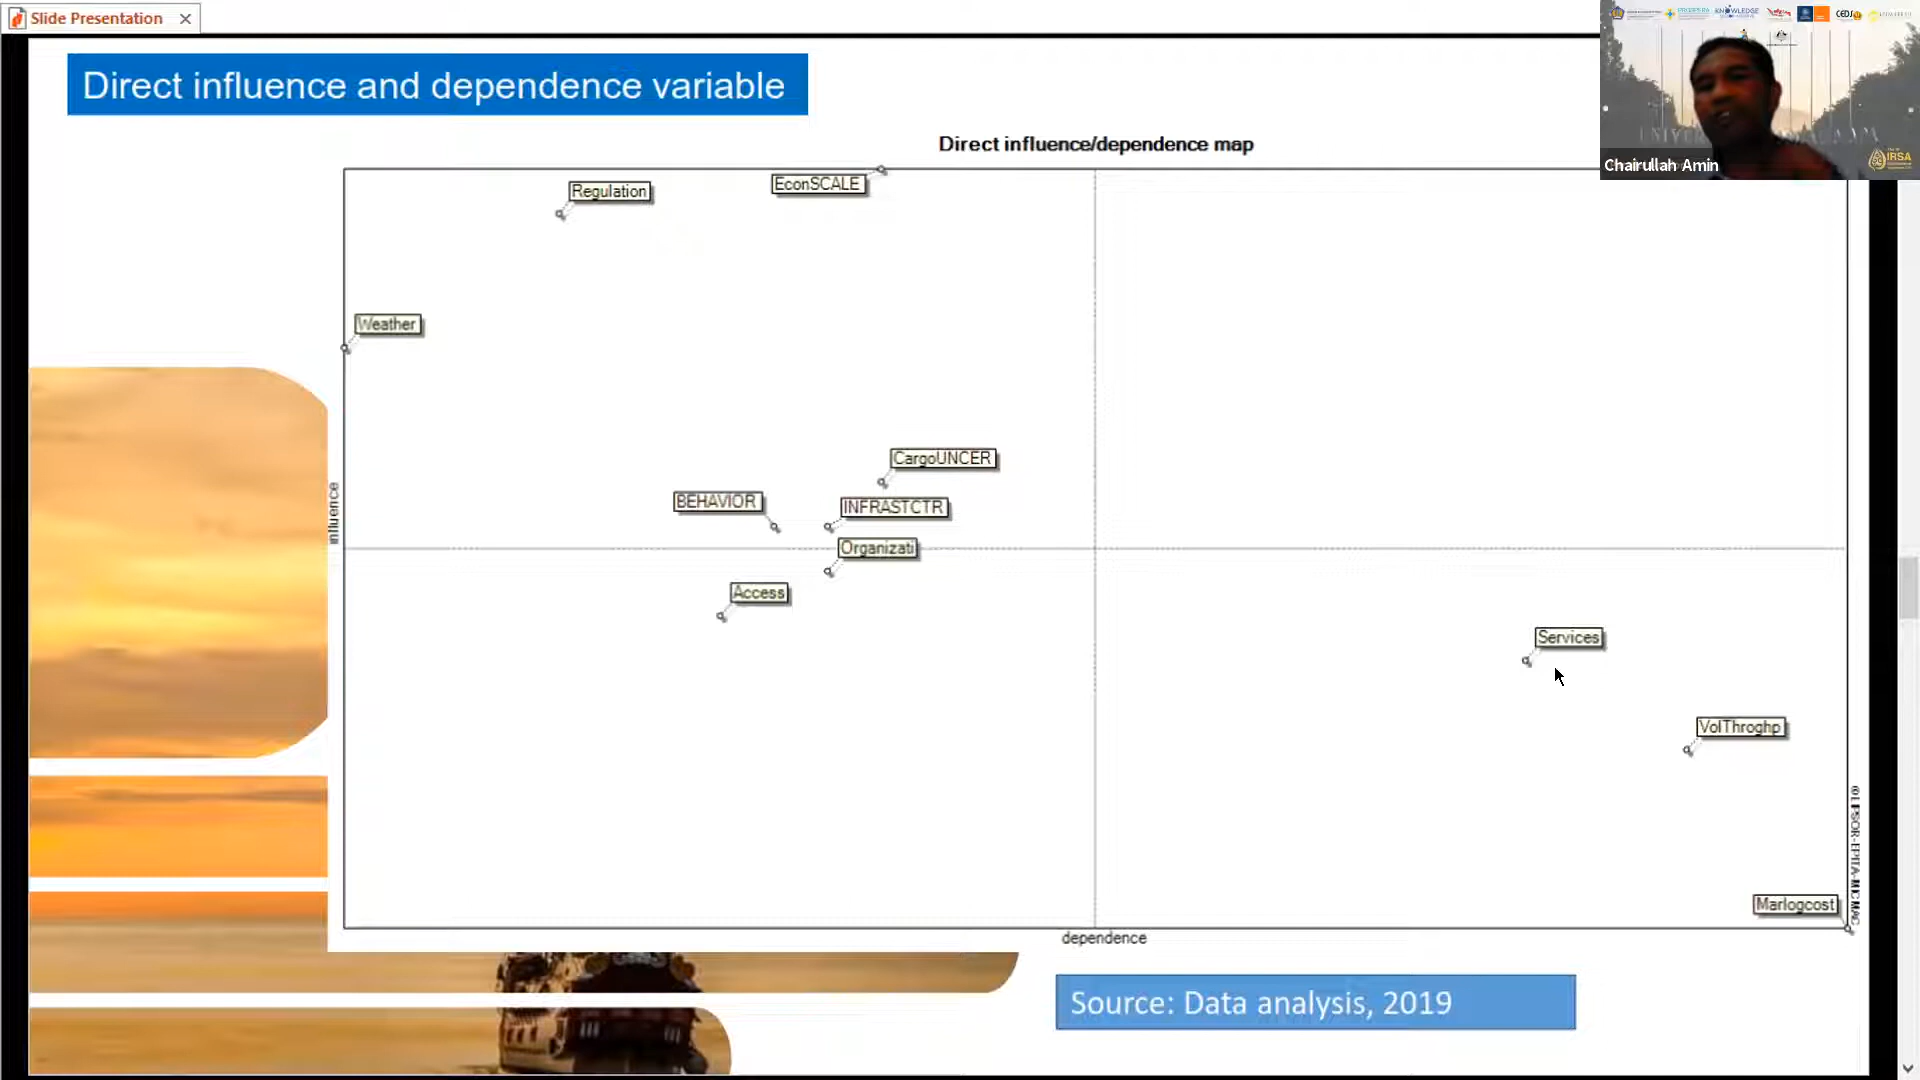 Slide Presentation
Direct influence and dependence variable
Chairullah Amin
IRSA
Direct influence/dependence map
Regulation
EconSCALE
Weather
CargoUNCER
BEHAVIOR
INFRASTCTR
Organizati
Access
Services
VolThroghp
Marlogcost
influence
dependence
© LIPSOR-EPITA-MICMAC
Source: Data analysis, 2019